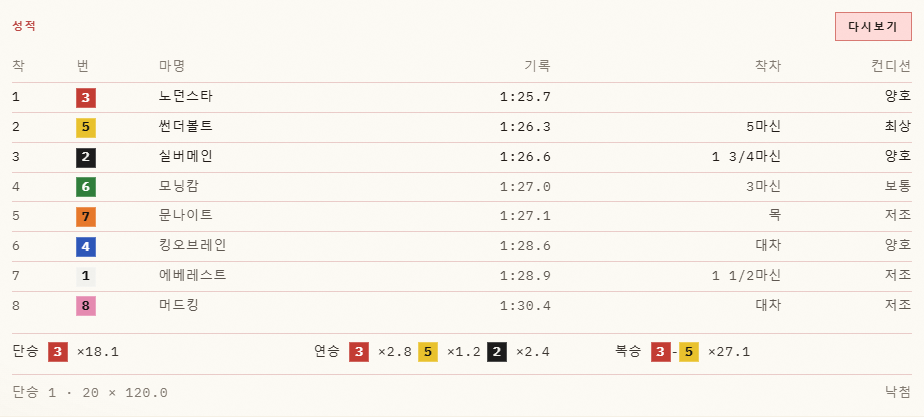 성적 다시보기
착 번 마명 기록 착차 컨디션
1 3 노던스타 1:25.7 양호
2 5 썬더볼트 1:26.3 5마신 최상
3 2 실버메인 1:26.6 1 3/4마신 양호
4 6 모닝캄 1:27.0 3마신 보통
5 7 문나이트 1:27.1 목 저조
6 4 킹오브레인 1:28.6 대차 양호
7 1 에베레스트 1:28.9 1 1/2마신 저조
8 8 머드킹 1:30.4 대차 저조
단승 3 ×18.1 연승 3 ×2.8 5 ×1.2 2 ×2.4 복승 3-5 ×27.1
단승 1 · 20 × 120.0 낙첨